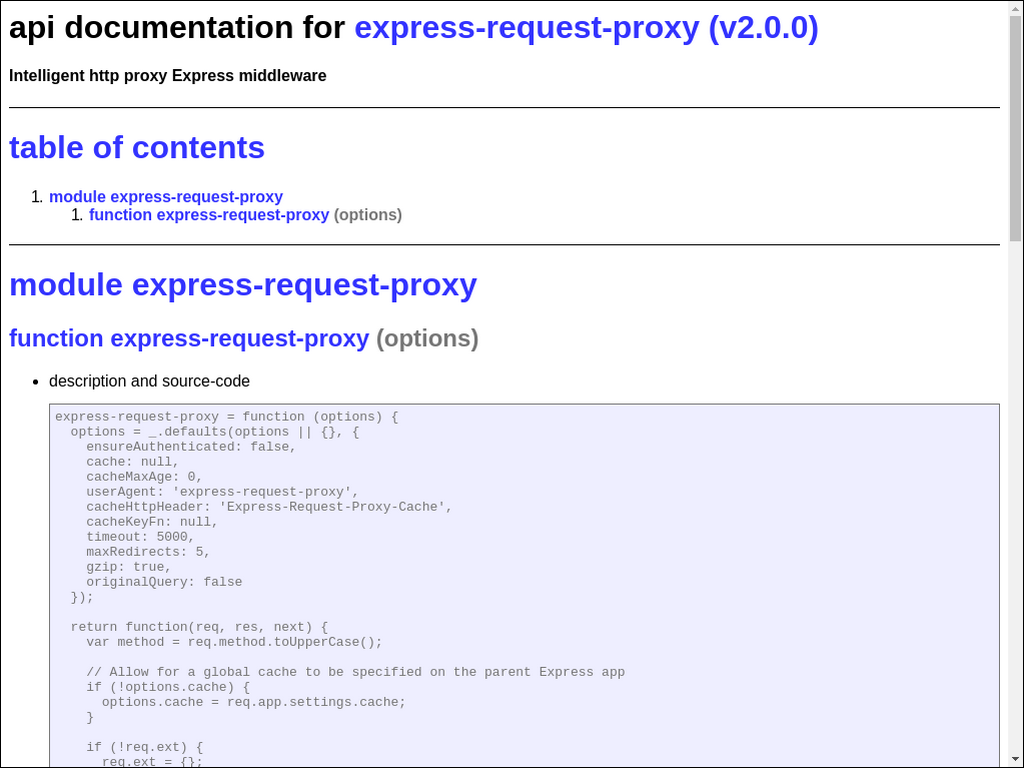 api documentation for express-request-proxy (v2.0.0)
Intelligent http proxy Express middleware
table of contents
1. module express-request-proxy
1. function express-request-proxy (options)
module express-request-proxy
function express-request-proxy (options)
• description and source-code
express-request-proxy = function (options) {
  options = _.defaults(options || {}, {
    ensureAuthenticated: false,
    cache: null,
    cacheMaxAge: 0,
    userAgent: 'express-request-proxy',
    cacheHttpHeader: 'Express-Request-Proxy-Cache',
    cacheKeyFn: null,
    timeout: 5000,
    maxRedirects: 5,
    gzip: true,
    originalQuery: false
  });

  return function(req, res, next) {
    var method = req.method.toUpperCase();

    // Allow for a global cache to be specified on the parent Express app
    if (!options.cache) {
      options.cache = req.app.settings.cache;
    }

    if (!req.ext) {
      req.ext = {};